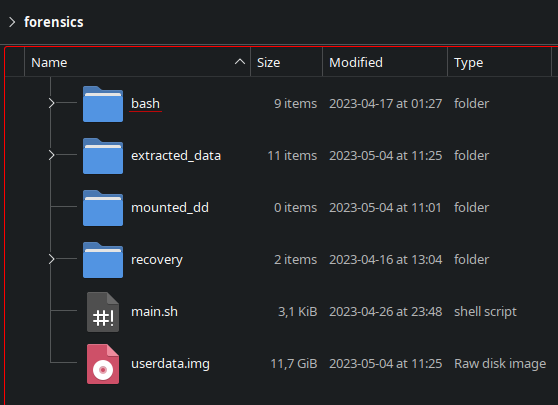 forensics
Name Size Modified Type
bash 9 items 2023-04-17 at 01:27 folder
extracted_data 11 items 2023-05-04 at 11:25 folder
mounted_dd 0 items 2023-05-04 at 11:01 folder
recovery 2 items 2023-04-16 at 13:04 folder
#! main.sh 3,1 KiB 2023-04-26 at 23:48 shell script
userdata.img 11,7 GiB 2023-05-04 at 11:25 Raw disk image